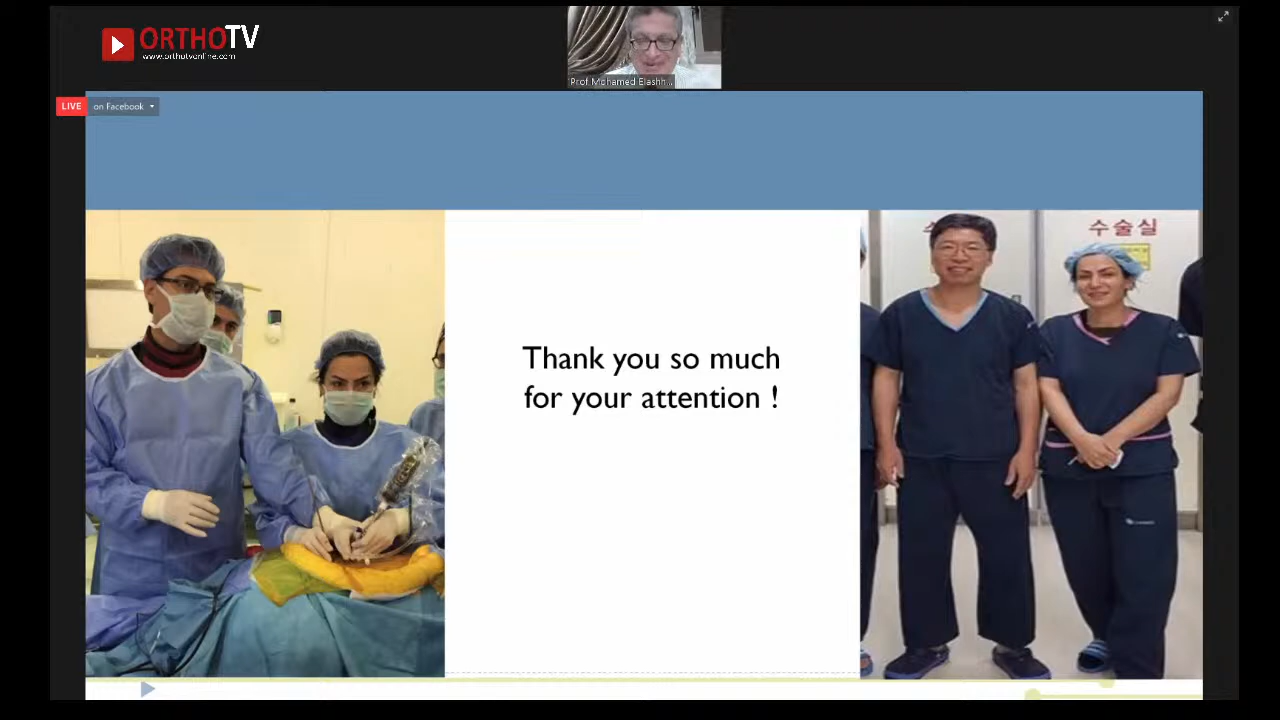 ORTHOTV
www.orthotvonline.com
Prof Mohamed Elashh...
LIVE on Facebook
수술실
Thank you so much
for your attention !